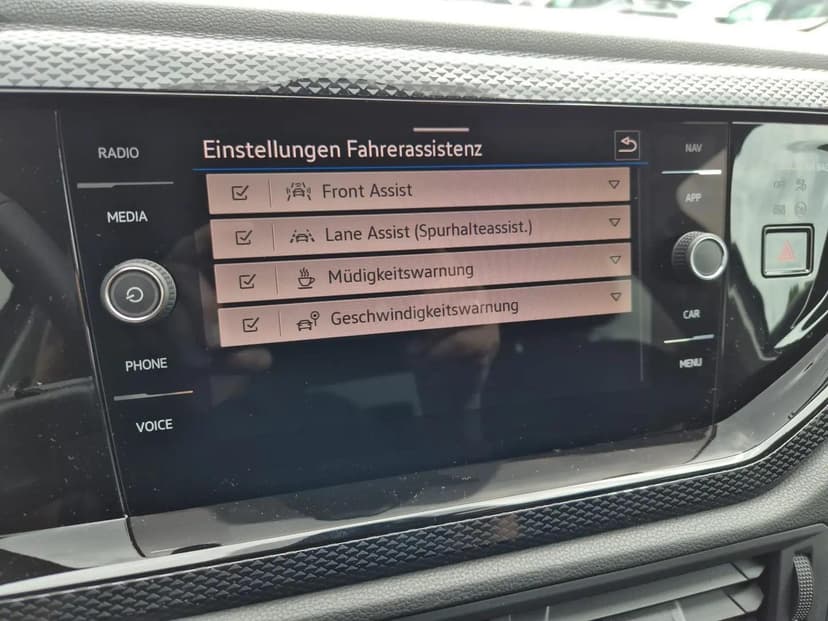 RADIO
MEDIA
PHONE
VOICE
Einstellungen Fahrerassistenz
Front Assist
Lane Assist (Spurhalteassist.)
Müdigkeitswarnung
Geschwindigkeitswarnung
NAV
APP
CAR
MENU